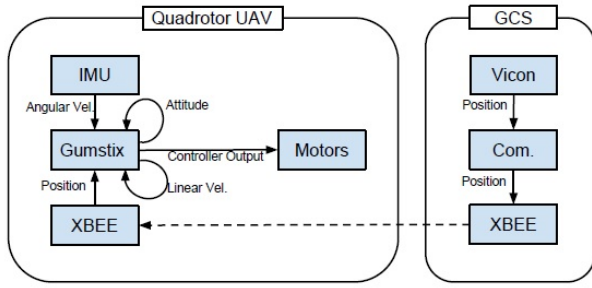 Quadrotor UAV
GCS
IMU
Vicon
Angular Vel.
Attitude
Position
Gumstix
Controller Output
Motors
Com.
Position
Linear Vel.
Position
XBEE
XBEE